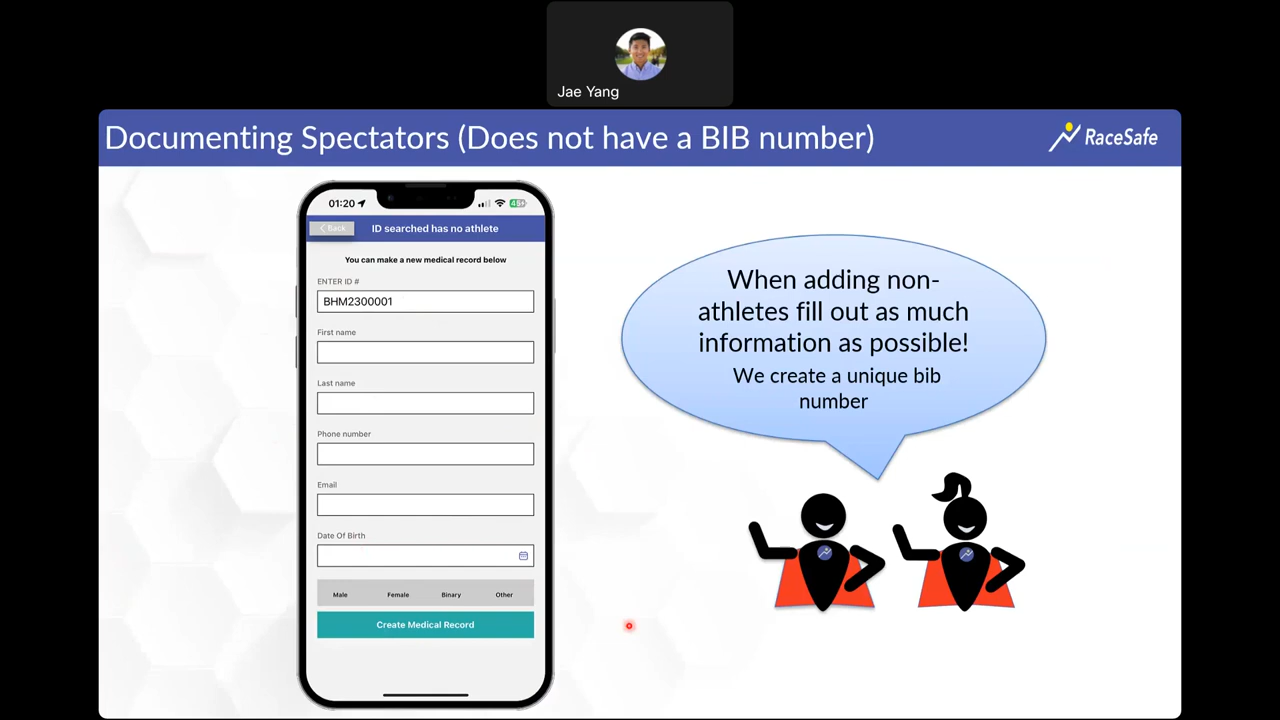 Jae Yang
Documenting Spectators (Does not have a BIB number)
RaceSafe
01:20
45
Back
ID searched has no athlete
You can make a new medical record below
ENTER ID #
BHM2300001
First name
Last name
Phone number
Email
Date Of Birth
Male Female Binary Other
Create Medical Record
When adding non-
athletes fill out as much
information as possible!
We create a unique bib
number